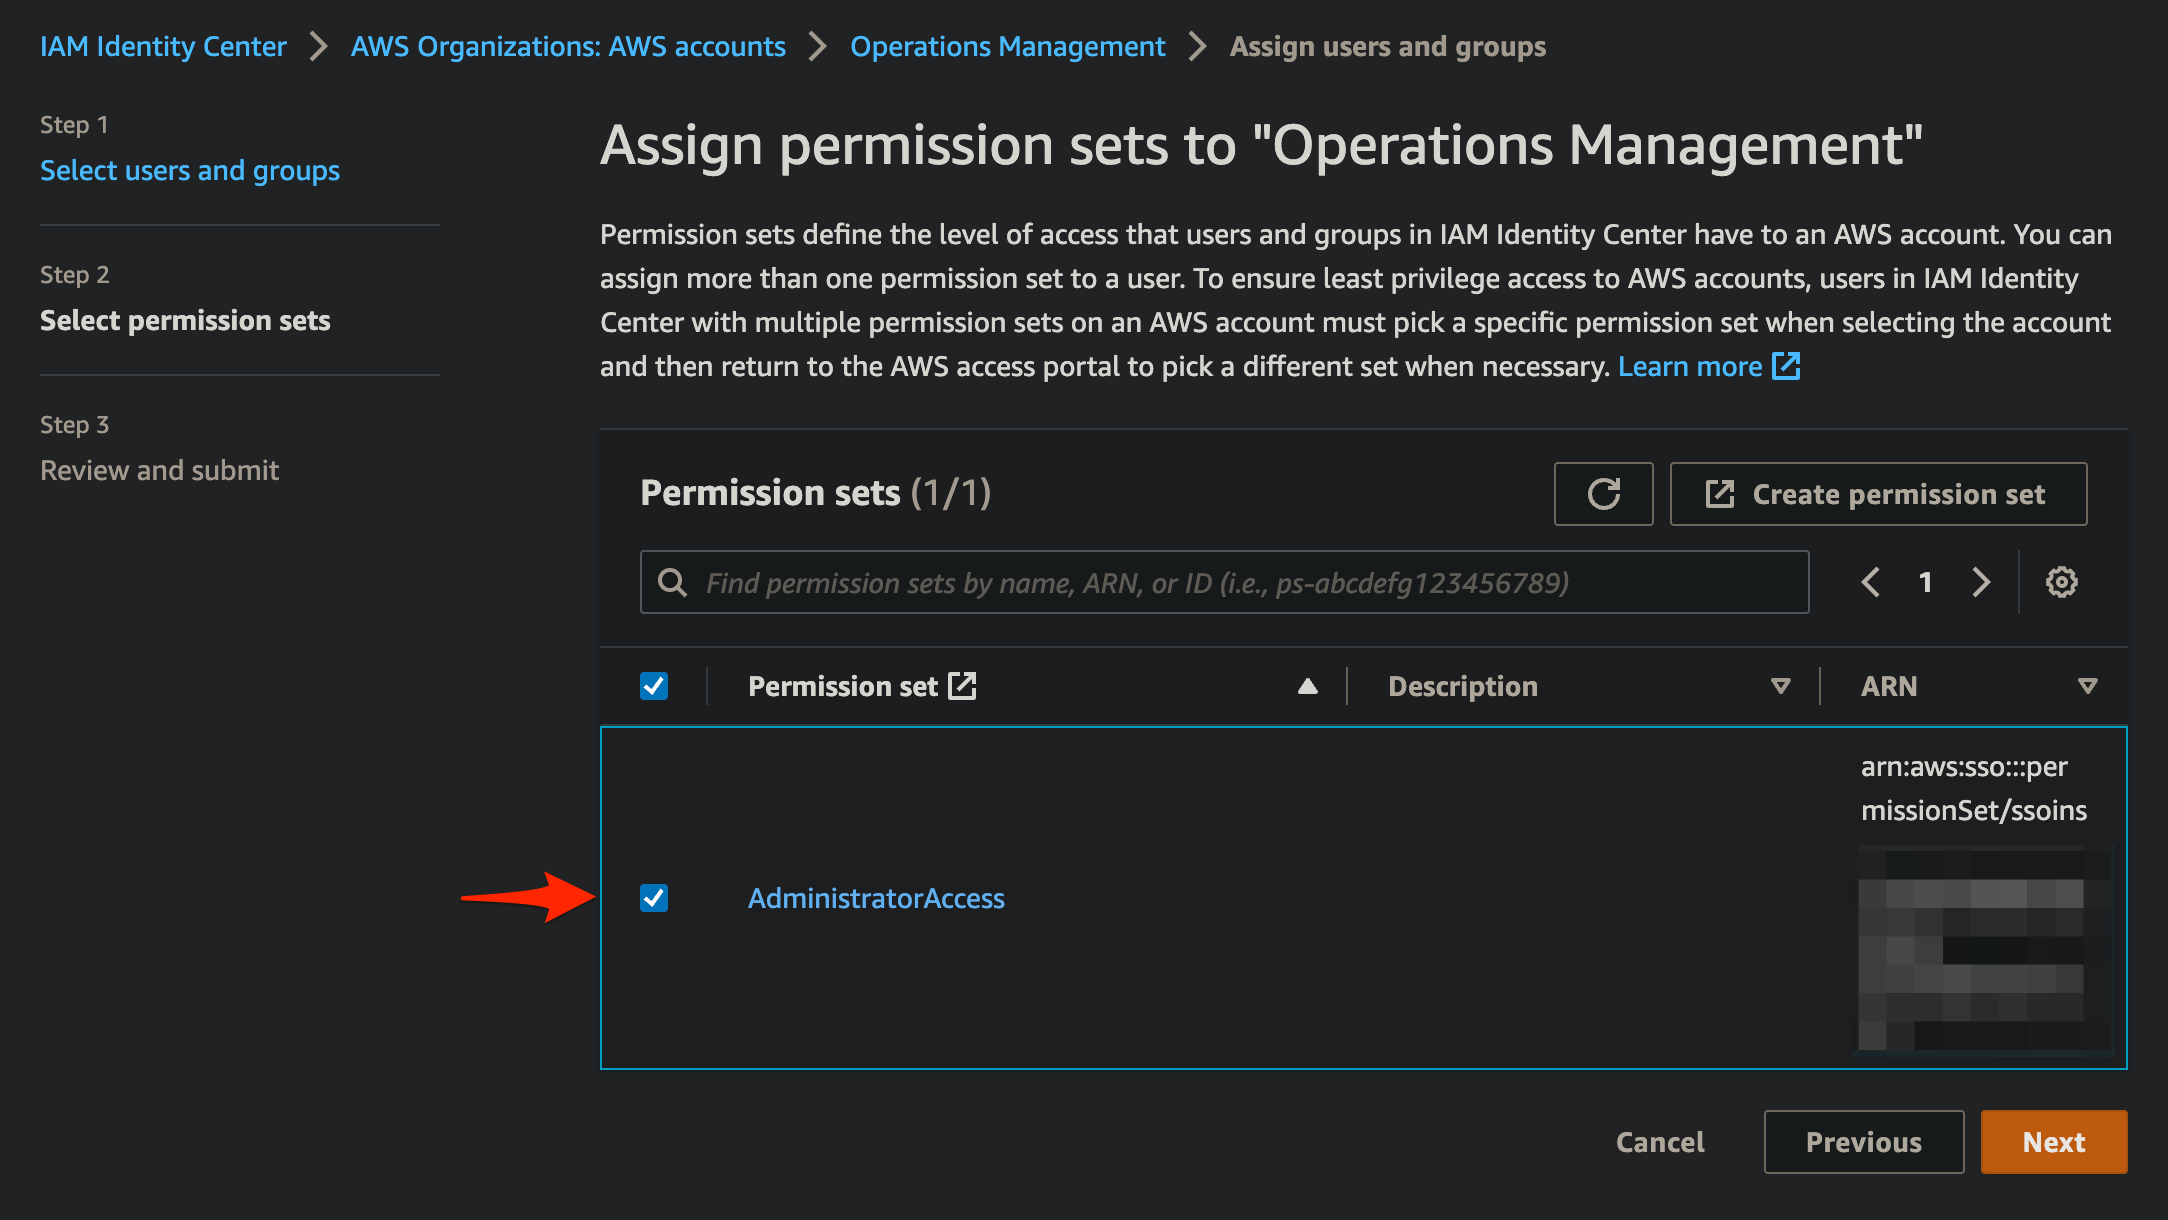 IAM Identity Center > AWS Organizations: AWS accounts > Operations Management > Assign users and groups
Step 1
Select users and groups
Step 2
Select permission sets
Step 3
Review and submit
Assign permission sets to "Operations Management"
Permission sets define the level of access that users and groups in IAM Identity Center have to an AWS account. You can
assign more than one permission set to a user. To ensure least privilege access to AWS accounts, users in IAM Identity
Center with multiple permission sets on an AWS account must pick a specific permission set when selecting the account
and then return to the AWS access portal to pick a different set when necessary. Learn more
Permission sets (1/1)
Create permission set
Find permission sets by name, ARN, or ID (i.e., ps-abcdefg123456789)
1
Permission set Description ARN
arn:aws:sso:::per
missionSet/ssoins
AdministratorAccess
Cancel Previous Next